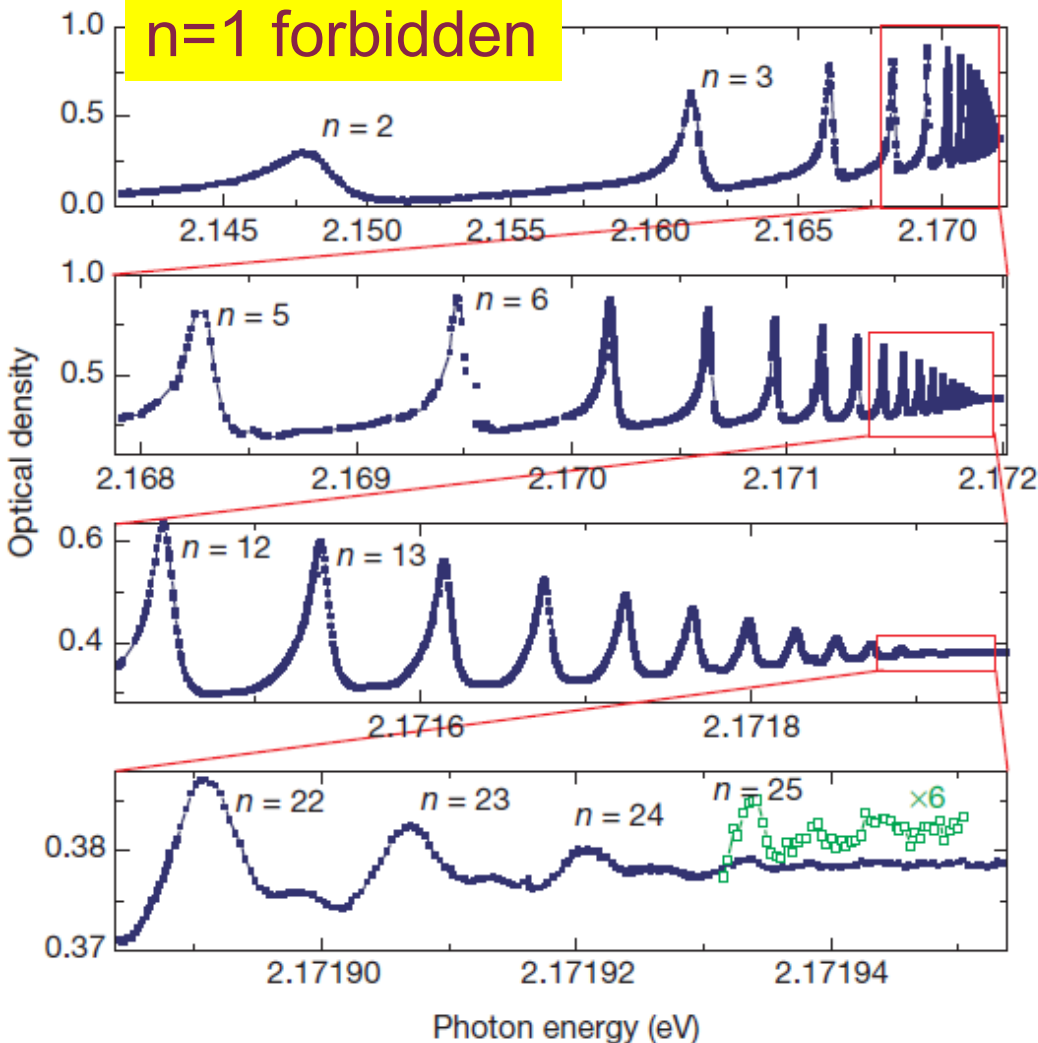 n=1 forbidden
1.0
0.5
0.0
n = 2
n = 3
2.145 2.150 2.155 2.160 2.165 2.170
1.0
0.5
n = 5
n = 6
2.168 2.169 2.170 2.171 2.172
Optical density
0.6
0.4
n = 12
n = 13
2.1716 2.1718
0.38
0.37
n = 22
n = 23
n = 24
n = 25
×6
2.17190 2.17192 2.17194
Photon energy (eV)